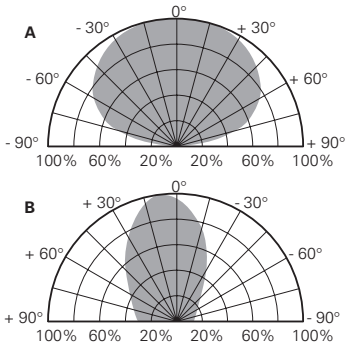 0°
A - 30° + 30°
- 60° + 60°
- 90° + 90°
100% 60% 20% 20% 60% 100%
0°
B + 30° - 30°
+ 60° - 60°
+ 90° - 90°
100% 60% 20% 20% 60% 100%